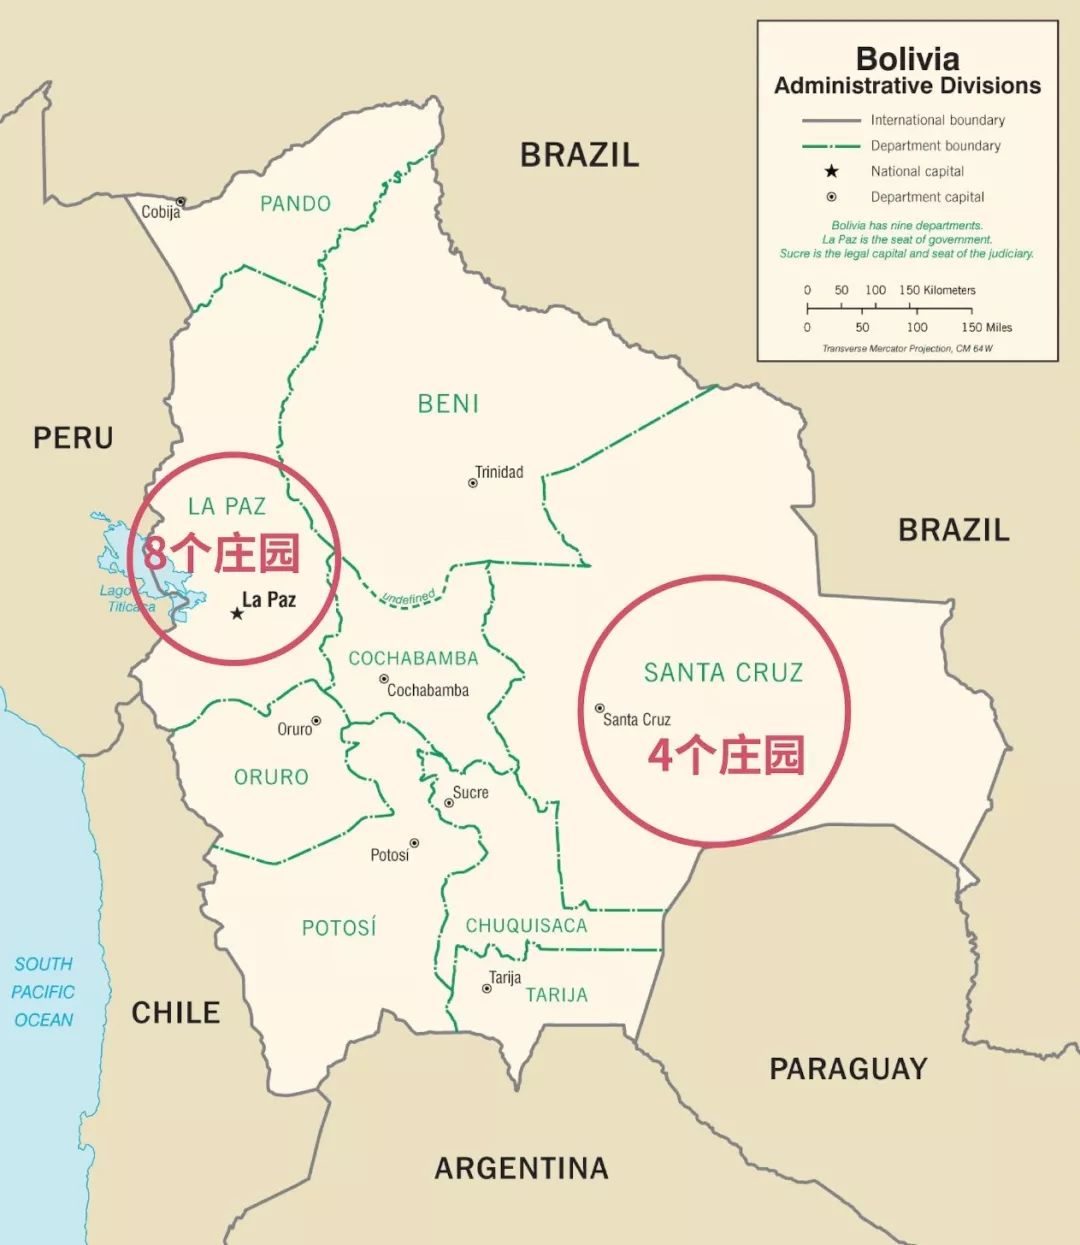 Bolivia
Administrative Divisions
International boundary
Department boundary
National capital
Department capital
Bolivia has nine departments.
La Paz is the seat of government.
Sucre is the legal capital and seat of the judiciary.
0 50 100 150 Kilometers
0 50 100 150 Miles
Transverse Mercator Projection, CM 64W
BRAZIL
Cobija
PANDO
BENI
PERU
Trinidad
LA PAZ
8个庄园
BRAZIL
Lago
Titicaca
La Paz
undefined
COCHABAMBA
Cochabamba
SANTA CRUZ
Santa Cruz
4个庄园
Oruro
ORURO
Sucre
Potosí
POTOSÍ
CHUQUISACA
Tarija
TARIJA
SOUTH
PACIFIC
OCEAN
CHILE
PARAGUAY
ARGENTINA